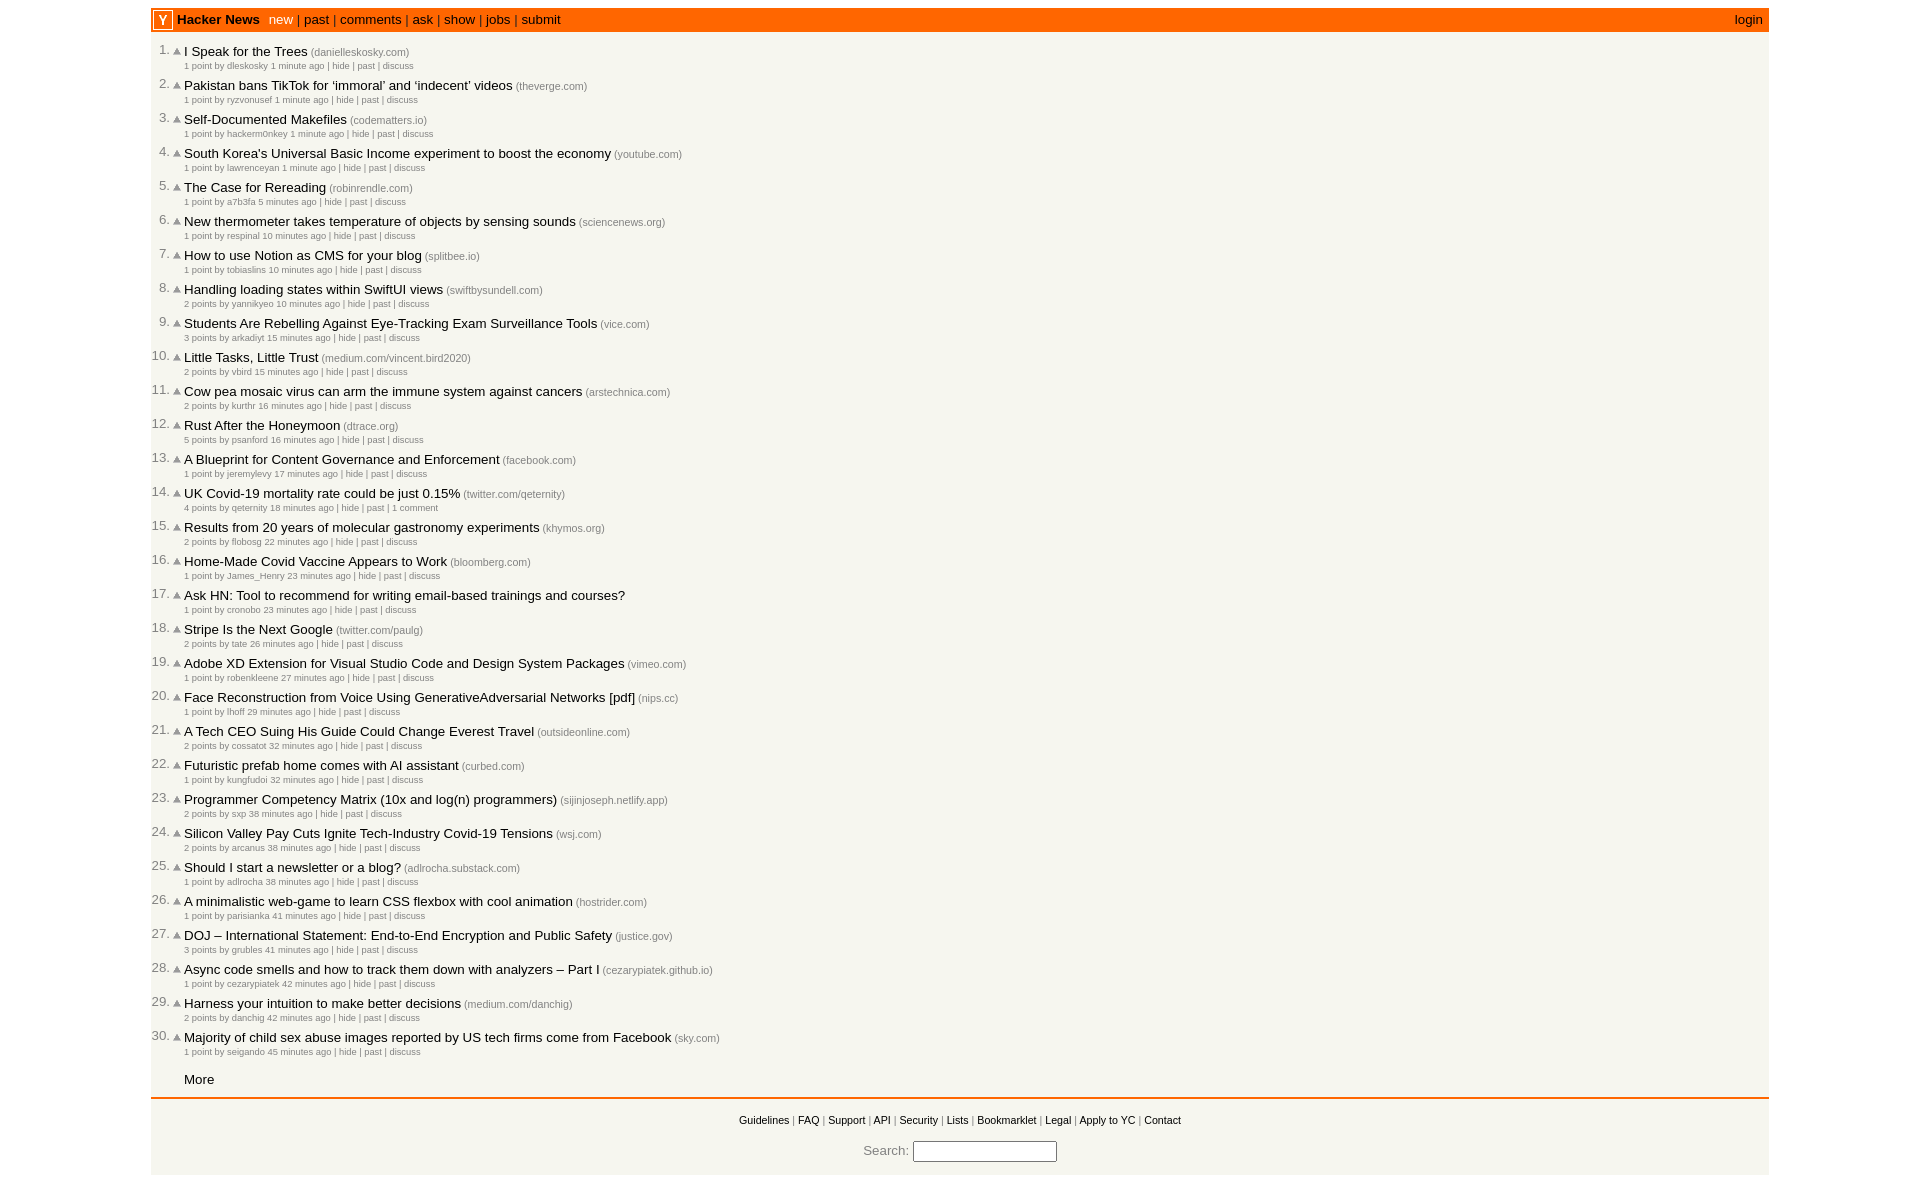 Y Hacker News new | past | comments | ask | show | jobs | submit login
1. I Speak for the Trees (danielleskosky.com)
1 point by dleskosky 1 minute ago | hide | past | discuss
2. Pakistan bans TikTok for ‘immoral’ and ‘indecent’ videos (theverge.com)
1 point by ryzvonusef 1 minute ago | hide | past | discuss
3. Self-Documented Makefiles (codematters.io)
1 point by hackerm0nkey 1 minute ago | hide | past | discuss
4. South Korea's Universal Basic Income experiment to boost the economy (youtube.com)
1 point by lawrenceyan 1 minute ago | hide | past | discuss
5. The Case for Rereading (robinrendle.com)
1 point by a7b3fa 5 minutes ago | hide | past | discuss
6. New thermometer takes temperature of objects by sensing sounds (sciencenews.org)
1 point by respinal 10 minutes ago | hide | past | discuss
7. How to use Notion as CMS for your blog (splitbee.io)
1 point by tobiaslins 10 minutes ago | hide | past | discuss
8. Handling loading states within SwiftUI views (swiftbysundell.com)
2 points by yannikyeo 10 minutes ago | hide | past | discuss
9. Students Are Rebelling Against Eye-Tracking Exam Surveillance Tools (vice.com)
3 points by arkadiyt 15 minutes ago | hide | past | discuss
10. Little Tasks, Little Trust (medium.com/vincent.bird2020)
2 points by vbird 15 minutes ago | hide | past | discuss
11. Cow pea mosaic virus can arm the immune system against cancers (arstechnica.com)
2 points by kurthr 16 minutes ago | hide | past | discuss
12. Rust After the Honeymoon (dtrace.org)
5 points by psanford 16 minutes ago | hide | past | discuss
13. A Blueprint for Content Governance and Enforcement (facebook.com)
1 point by jeremylevy 17 minutes ago | hide | past | discuss
14. UK Covid-19 mortality rate could be just 0.15% (twitter.com/qeternity)
4 points by qeternity 18 minutes ago | hide | past | 1 comment
15. Results from 20 years of molecular gastronomy experiments (khymos.org)
2 points by flobosg 22 minutes ago | hide | past | discuss
16. Home-Made Covid Vaccine Appears to Work (bloomberg.com)
1 point by James_Henry 23 minutes ago | hide | past | discuss
17. Ask HN: Tool to recommend for writing email-based trainings and courses?
1 point by cronobo 23 minutes ago | hide | past | discuss
18. Stripe Is the Next Google (twitter.com/paulg)
2 points by tate 26 minutes ago | hide | past | discuss
19. Adobe XD Extension for Visual Studio Code and Design System Packages (vimeo.com)
1 point by robenkleene 27 minutes ago | hide | past | discuss
20. Face Reconstruction from Voice Using GenerativeAdversarial Networks [pdf] (nips.cc)
1 point by lhoff 29 minutes ago | hide | past | discuss
21. A Tech CEO Suing His Guide Could Change Everest Travel (outsideonline.com)
2 points by cossatot 32 minutes ago | hide | past | discuss
22. Futuristic prefab home comes with AI assistant (curbed.com)
1 point by kungfudoi 32 minutes ago | hide | past | discuss
23. Programmer Competency Matrix (10x and log(n) programmers) (sijinjoseph.netlify.app)
2 points by sxp 38 minutes ago | hide | past | discuss
24. Silicon Valley Pay Cuts Ignite Tech-Industry Covid-19 Tensions (wsj.com)
2 points by arcanus 38 minutes ago | hide | past | discuss
25. Should I start a newsletter or a blog? (adlrocha.substack.com)
1 point by adlrocha 38 minutes ago | hide | past | discuss
26. A minimalistic web-game to learn CSS flexbox with cool animation (hostrider.com)
1 point by parisianka 41 minutes ago | hide | past | discuss
27. DOJ – International Statement: End-to-End Encryption and Public Safety (justice.gov)
3 points by grubles 41 minutes ago | hide | past | discuss
28. Async code smells and how to track them down with analyzers – Part I (cezarypiatek.github.io)
1 point by cezarypiatek 42 minutes ago | hide | past | discuss
29. Harness your intuition to make better decisions (medium.com/danchig)
2 points by danchig 42 minutes ago | hide | past | discuss
30. Majority of child sex abuse images reported by US tech firms come from Facebook (sky.com)
1 point by seigando 45 minutes ago | hide | past | discuss
More
Guidelines | FAQ | Support | API | Security | Lists | Bookmarklet | Legal | Apply to YC | Contact
Search: